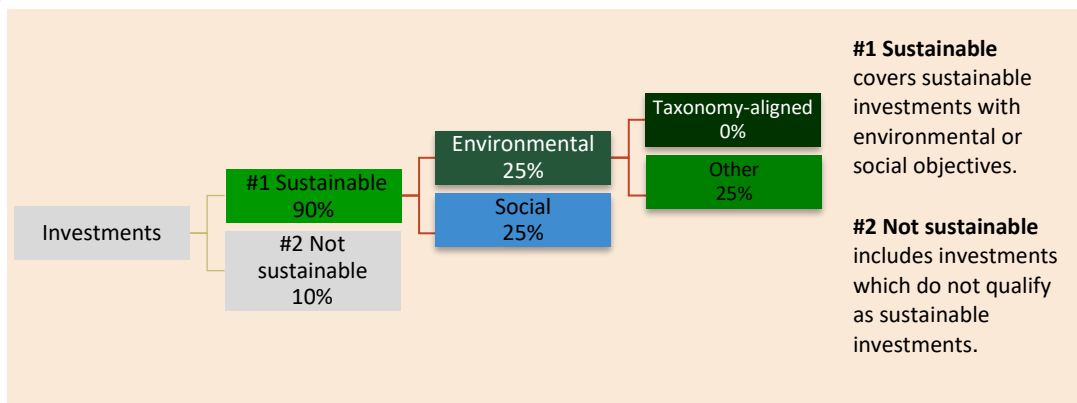 Investments
#1 Sustainable
90%
#2 Not
sustainable
10%
Environmental
25%
Social
25%
Taxonomy-aligned
0%
Other
25%
#1 Sustainable
covers sustainable
investments with
environmental or
social objectives.
#2 Not sustainable
includes investments
which do not qualify
as sustainable
investments.